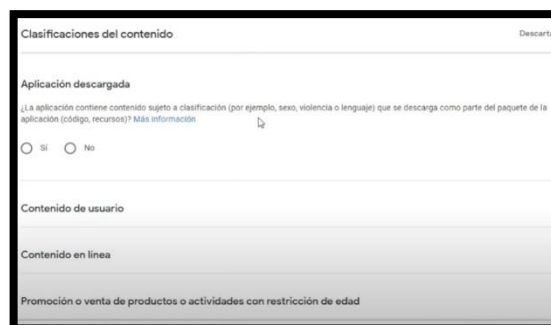 Clasificaciones del contenido
Descarta
Aplicación descargada
¿La aplicación contiene contenido sujeto a clasificación (por ejemplo, sexo, violencia o lenguaje) que se descarga como parte del paquete de la
aplicación (código, recursos)? Más información
Sí No
Contenido de usuario
Contenido en línea
Promoción o venta de productos o actividades con restricción de edad